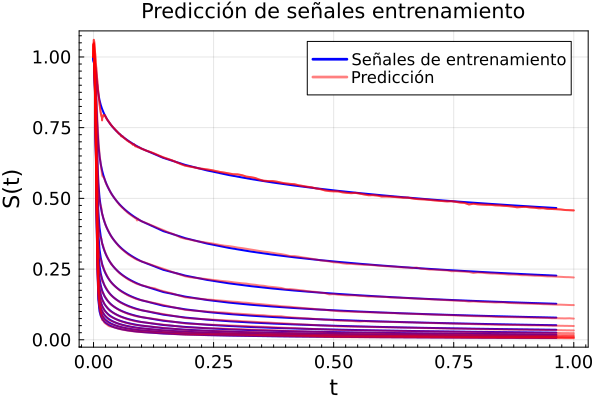 Predicción de señales entrenamiento
Señales de entrenamiento
Predicción
S(t)
1.00
0.75
0.50
0.25
0.00
0.00 0.25 0.50 0.75 1.00
t